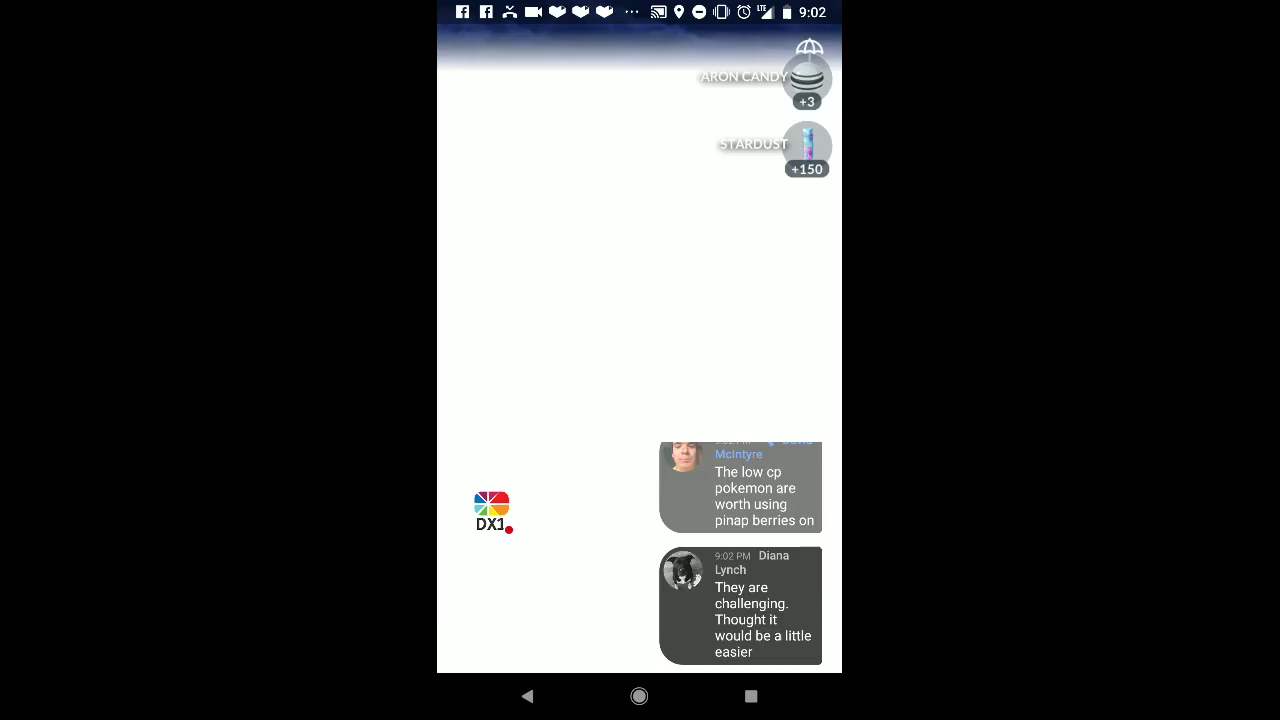 LTE 9:02
ARON CANDY
+3
STARDUST
+150
McIntyre
The low cp
pokemon are
worth using
pinap berries on
DX1
9:02 PM Diana
Lynch
They are
challenging.
Thought it
would be a little
easier